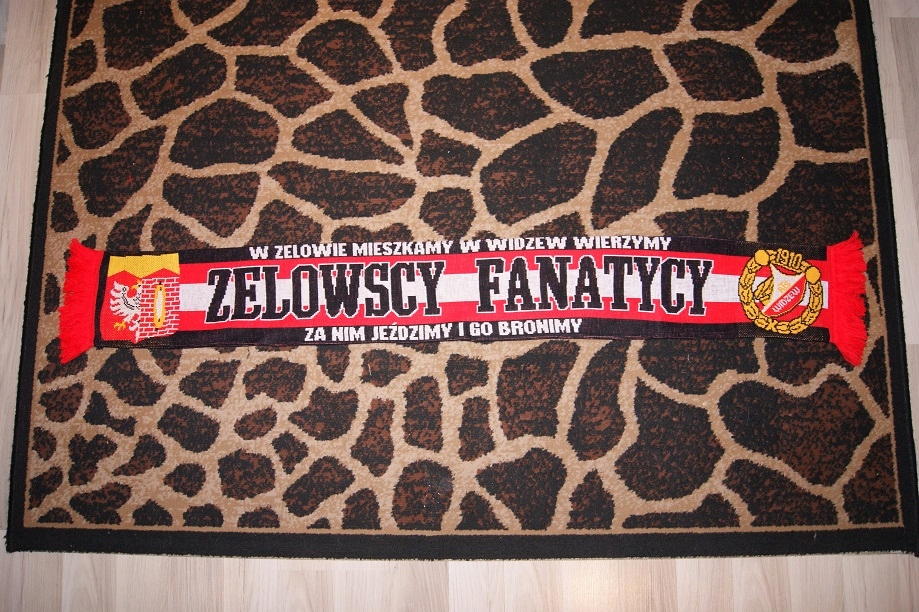 W ZELOWIE MIESZKAMY W WIDZEW WIERZYMY
ZELOWSCY FANATYCY
ZA NIM JEŹDZIMY I GO BRONIMY
1910